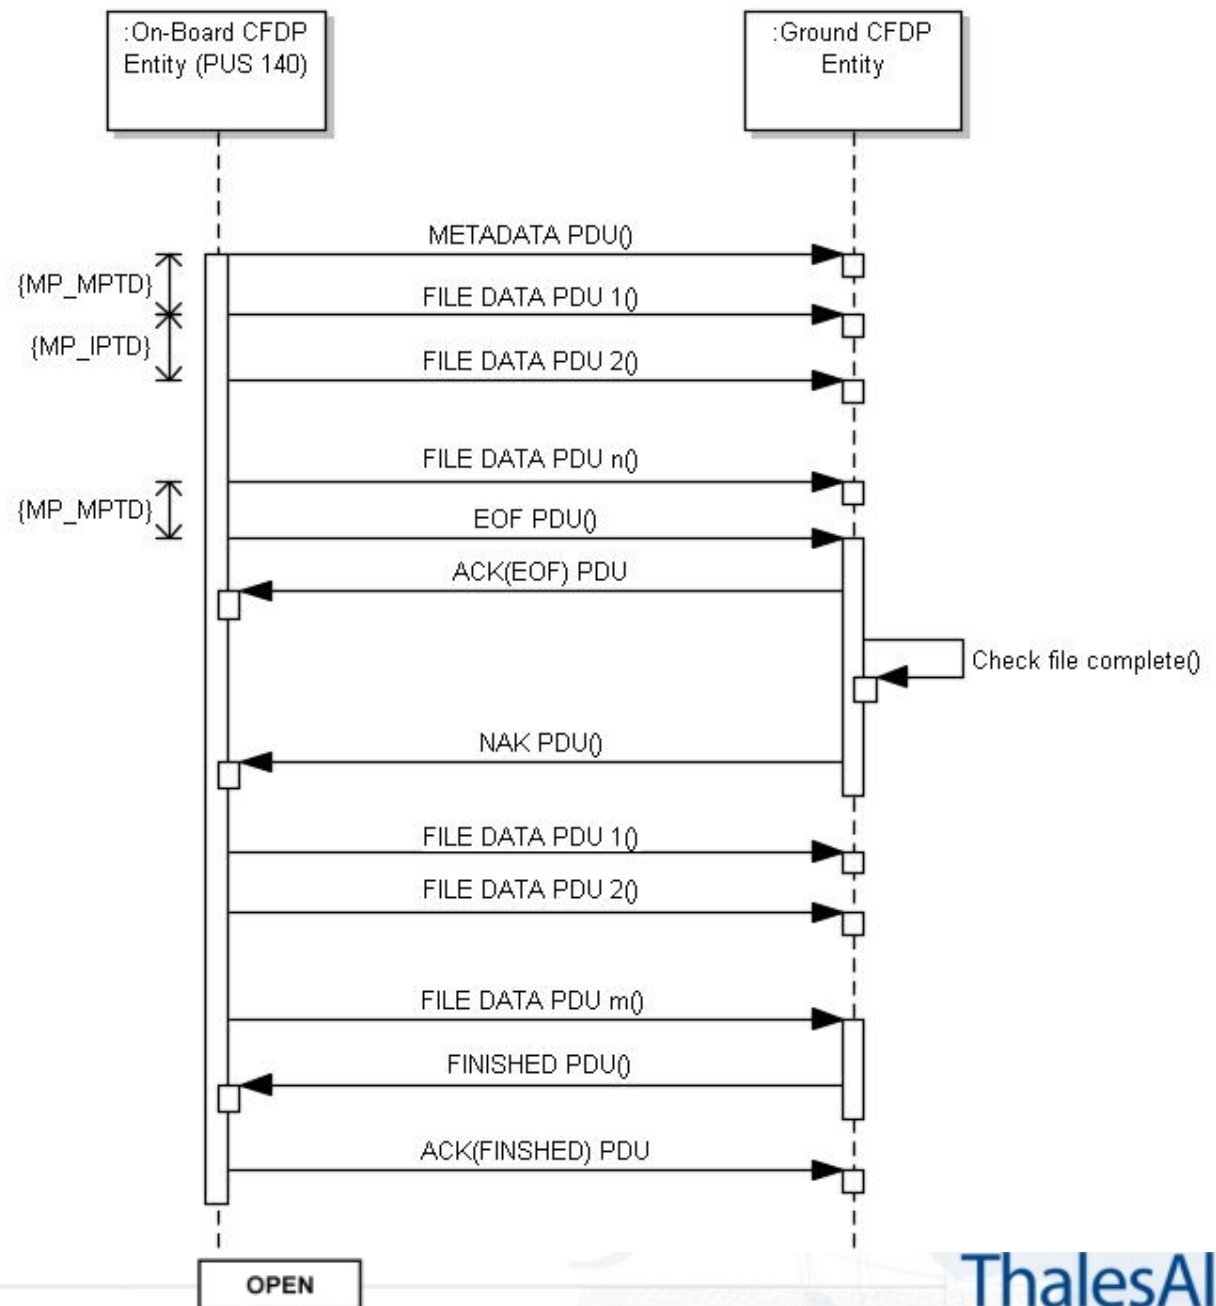 :On-Board CFDP
Entity (PUS 140)
:Ground CFDP
Entity
METADATA PDU()
{MP_MPTD}
FILE DATA PDU 1()
{MP_IPTD}
FILE DATA PDU 2()
FILE DATA PDU n()
{MP_MPTD}
EOF PDU()
ACK(EOF) PDU
Check file complete()
NAK PDU()
FILE DATA PDU 1()
FILE DATA PDU 2()
FILE DATA PDU m()
FINISHED PDU()
ACK(FINSHED) PDU
OPEN
ThalesAl